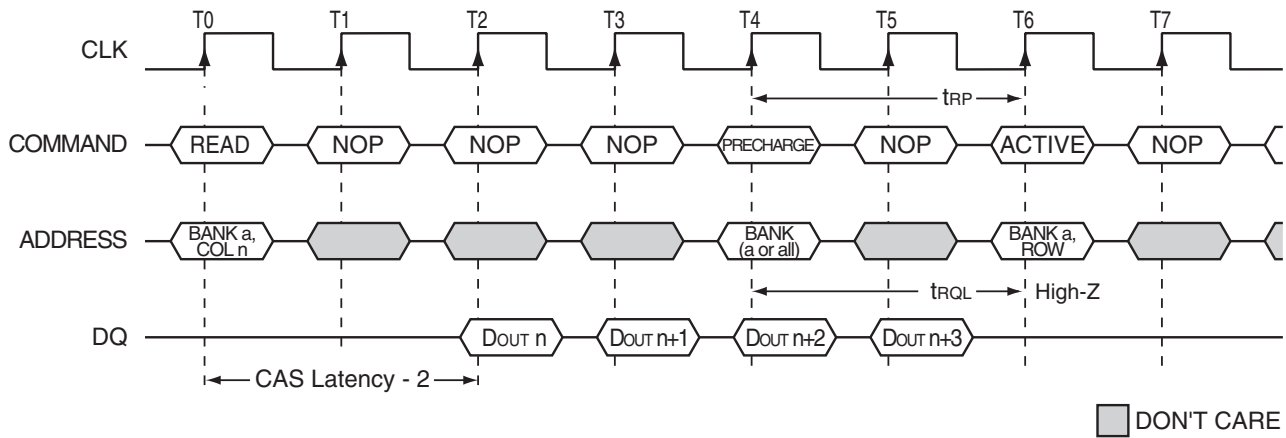 T0 T1 T2 T3 T4 T5 T6 T7
CLK
tRP
COMMAND READ NOP NOP NOP PRECHARGE NOP ACTIVE NOP
ADDRESS BANK a, COL n BANK (a or all) BANK a, ROW
tRQL High-Z
DQ DOUT n DOUT n+1 DOUT n+2 DOUT n+3
CAS Latency - 2
DON'T CARE